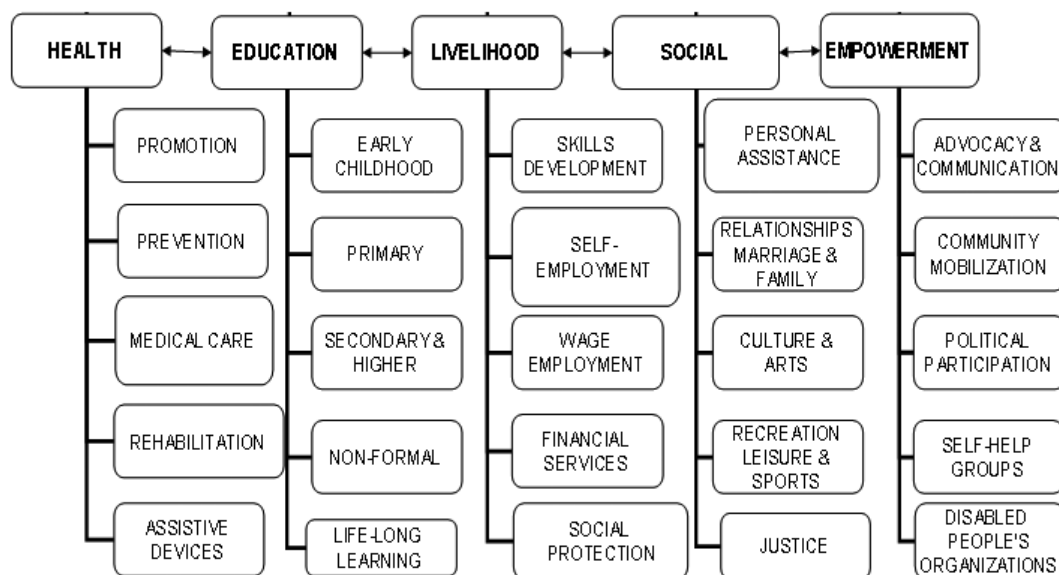 HEALTH
EDUCATION
LIVELIHOOD
SOCIAL
EMPOWERMENT
PROMOTION
PREVENTION
MEDICAL CARE
REHABILITATION
ASSISTIVE
DEVICES
EARLY
CHILDHOOD
PRIMARY
SECONDARY &
HIGHER
NON-FORMAL
LIFE-LONG
LEARNING
SKILLS
DEVELOPMENT
SELF-
EMPLOYMENT
WAGE
EMPLOYMENT
FINANCIAL
SERVICES
SOCIAL
PROTECTION
PERSONAL
ASSISTANCE
RELATIONSHIPS
MARRIAGE &
FAMILY
CULTURE &
ARTS
RECREATION
LEISURE &
SPORTS
JUSTICE
ADVOCACY &
COMMUNICATION
COMMUNITY
MOBILIZATION
POLITICAL
PARTICIPATION
SELF-HELP
GROUPS
DISABLED
PEOPLE'S
ORGANIZATIONS